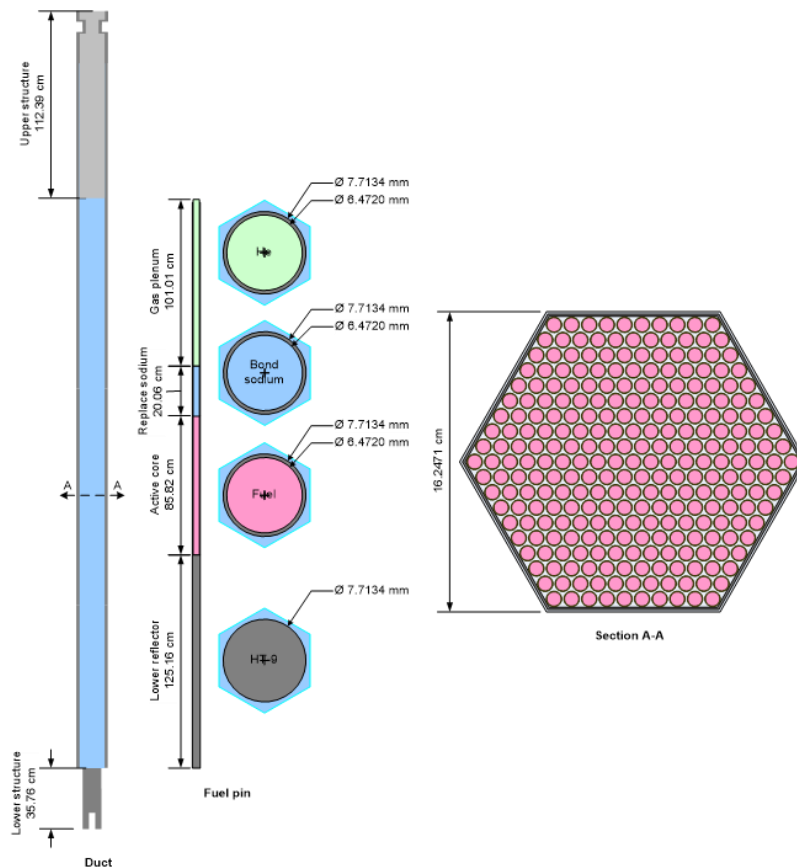 Upper structure
112.39 cm
Gas plenum
101.01 cm
Replace sodium
20.06 cm
Active core
85.82 cm
Lower reflector
125.16 cm
Lower structure
35.76 cm
A
A
Duct
Ø 7.7134 mm
Ø 6.4720 mm
He
Ø 7.7134 mm
Ø 6.4720 mm
Bond
sodium
Ø 7.7134 mm
Ø 6.4720 mm
Fuel
Ø 7.7134 mm
HT-9
Fuel pin
16.2471 cm
Section A-A